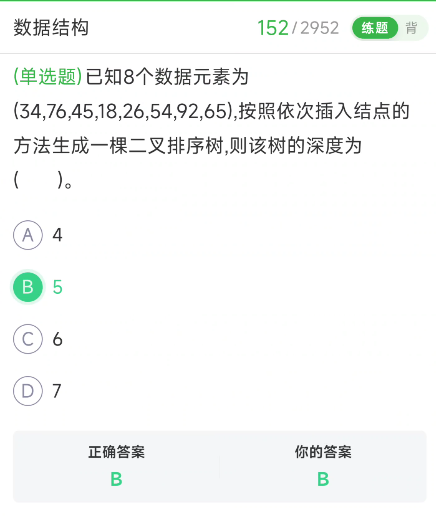 数据结构 152/2952 练题 背
(单选题)已知8个数据元素为
(34,76,45,18,26,54,92,65),按照依次插入结点的
方法生成一棵二叉排序树,则该树的深度为
(  )。
A 4
B 5
C 6
D 7
正确答案 你的答案
B B